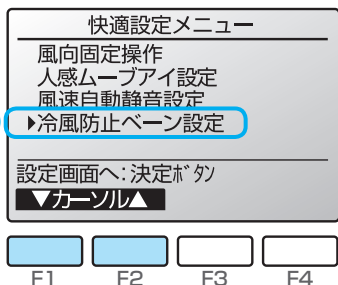 快適設定メニュー
風向固定操作
人感ムーブアイ設定
風速自動静音設定
▶冷風防止ベーン設定
設定画面へ:決定ボタン
▼カーソル▲
F1 F2 F3 F4